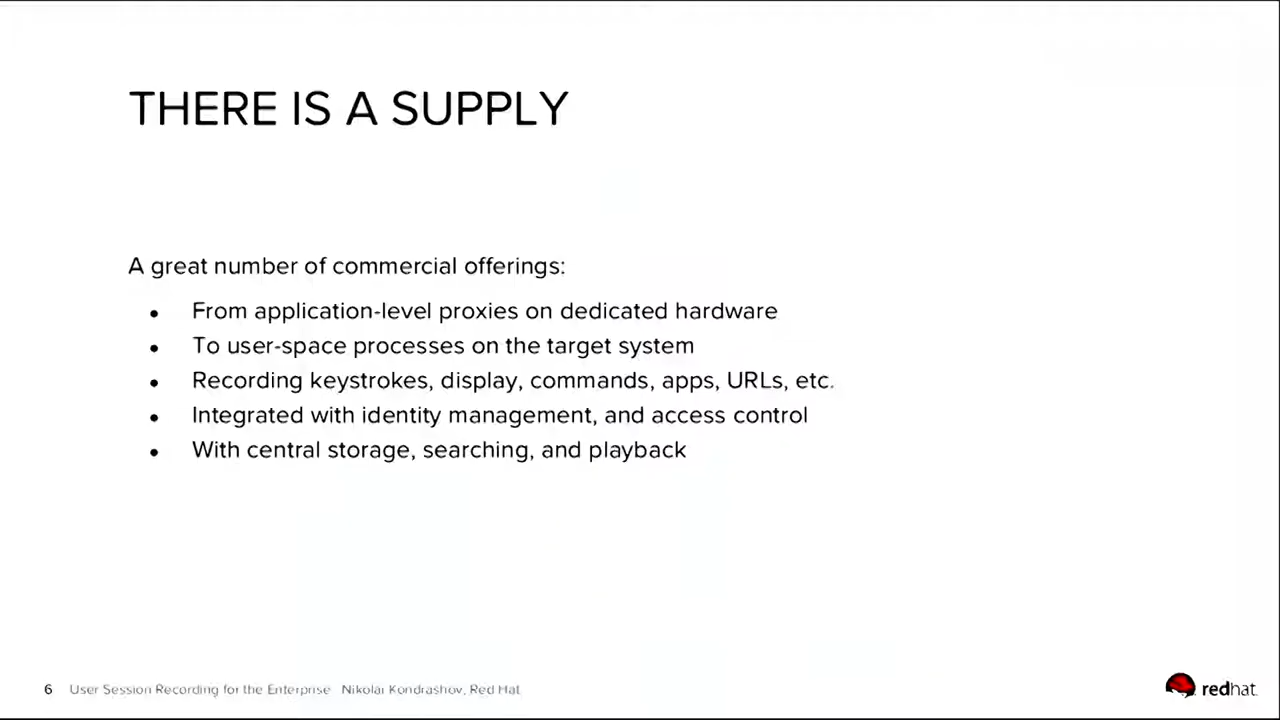 THERE IS A SUPPLY
A great number of commercial offerings:
• From application-level proxies on dedicated hardware
• To user-space processes on the target system
• Recording keystrokes, display, commands, apps, URLs, etc.
• Integrated with identity management, and access control
• With central storage, searching, and playback
6 User Session Recording for the Enterprise Nikolai Kondrashov, Red Hat
redhat.